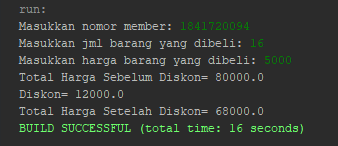 run:
Masukkan nomor member: 1841720094
Masukkan jml barang yang dibeli: 16
Masukkan harga barang yang dibeli: 5000
Total Harga Sebelum Diskon= 80000.0
Diskon= 12000.0
Total Harga Setelah Diskon= 68000.0
BUILD SUCCESSFUL (total time: 16 seconds)